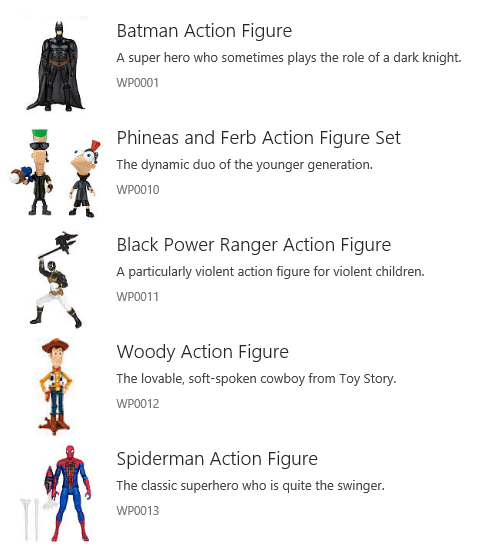 Batman Action Figure
A super hero who sometimes plays the role of a dark knight.
WP0001
Phineas and Ferb Action Figure Set
The dynamic duo of the younger generation.
WP0010
Black Power Ranger Action Figure
A particularly violent action figure for violent children.
WP0011
Woody Action Figure
The lovable, soft-spoken cowboy from Toy Story.
WP0012
Spiderman Action Figure
The classic superhero who is quite the swinger.
WP0013